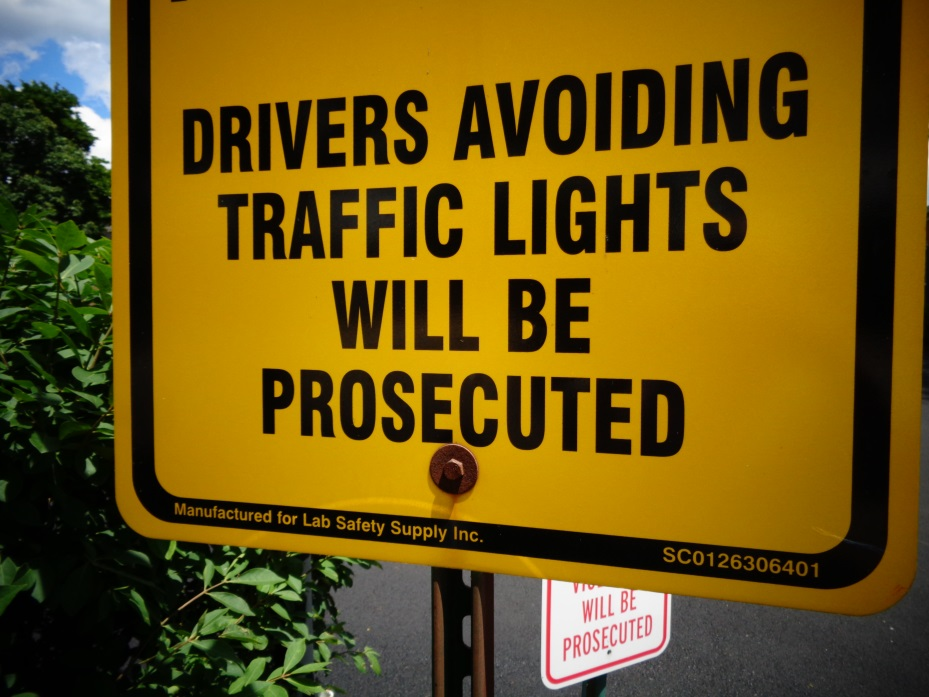 DRIVERS AVOIDING
TRAFFIC LIGHTS
WILL BE
PROSECUTED
Manufactured for Lab Safety Supply Inc.
SC0126306401
WILL BE
PROSECUTED